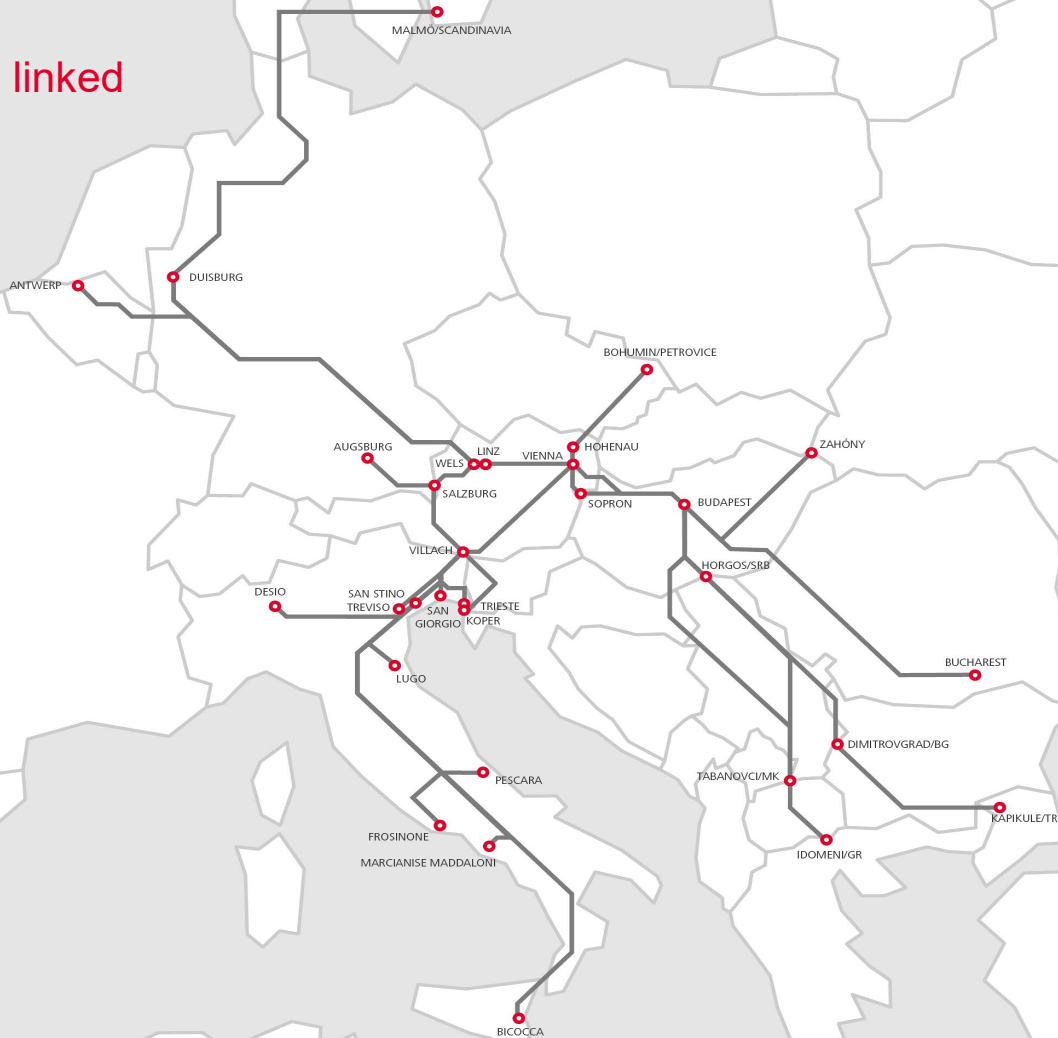 MALMÖ/SCANDINAVIA
linked
DUISBURG
ANTWERP
BOHUMIN/PETROVICE
AUGSBURG
LINZ
HOHENAU
ZAHÓNY
WELS
VIENNA
SALZBURG
SOPRON
BUDAPEST
VILLACH
HORGOS/SRB
DESIO
SAN STINO
TREVISO
SAN
GIORGIO
TRIESTE
KOPER
BUCHAREST
LUGO
DIMITROVGRAD/BG
TABANOVCI/MK
PESCARA
KAPIKULE/TR
FROSINONE
IDOMENI/GR
MARCIANISE MADDALONI
BICOCCA